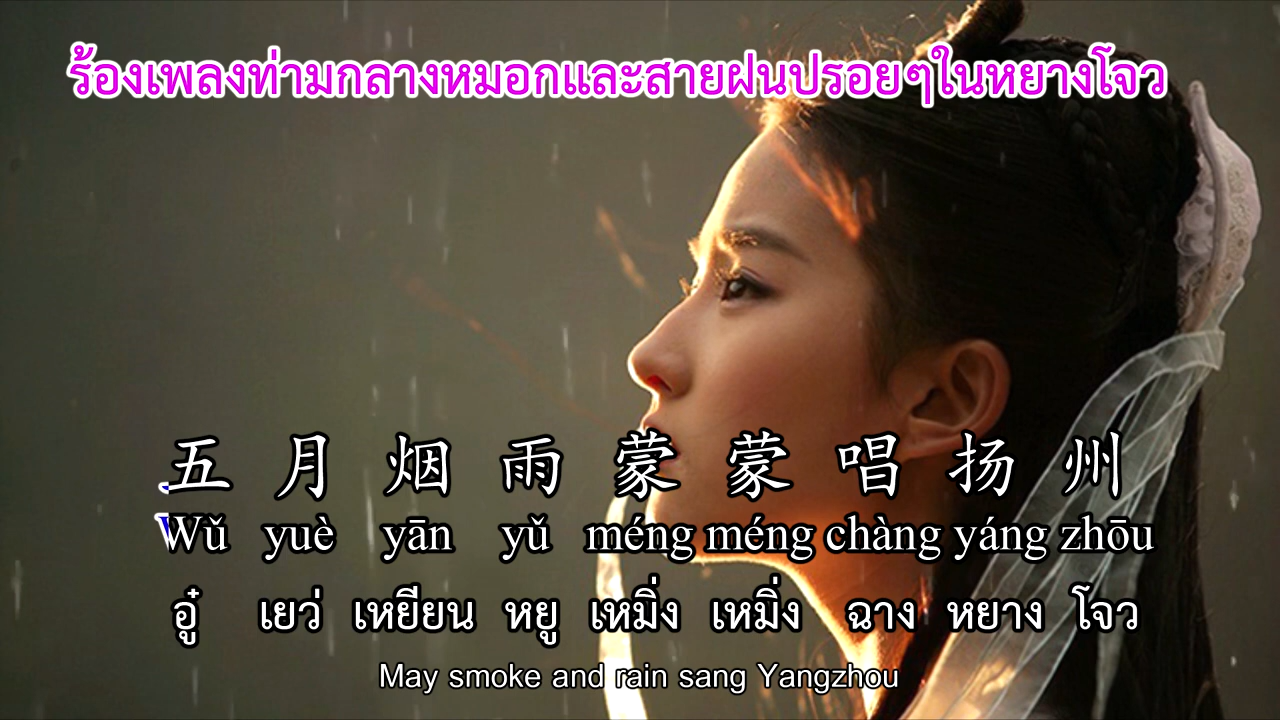 ร้องเพลงท่ามกลางหมอกและสายฝนปรอยๆในหยางโจว
五 月 烟 雨 蒙 蒙 唱 扬 州
Wǔ yuè yān yǔ méng méng chàng yáng zhōu
อู๋ เยว่ เหยียน หยู เหมิ่ง เหมิ่ง ฉาง หยาง โจว
May smoke and rain sang Yangzhou